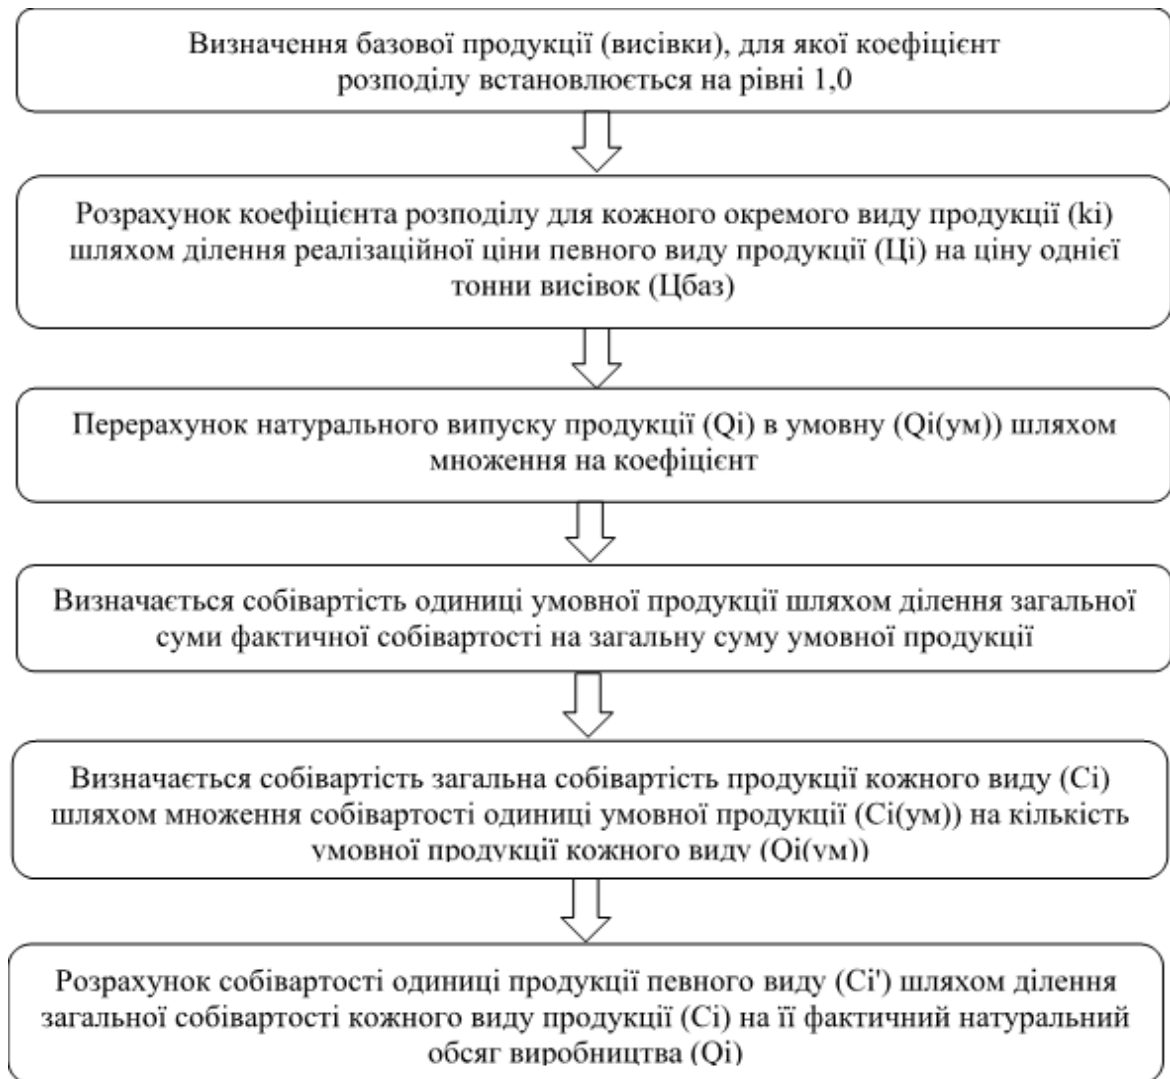 Визначення базової продукції (висівки), для якої коефіцієнт
розподілу встановлюється на рівні 1,0
Розрахунок коефіцієнта розподілу для кожного окремого виду продукції (ki)
шляхом ділення реалізаційної ціни певного виду продукції (Ці) на ціну однієї
тонни висівок (Цбаз)
Перерахунок натурального випуску продукції (Qi) в умовну (Qi(ум)) шляхом
множення на коефіцієнт
Визначається собівартість одиниці умовної продукції шляхом ділення загальної
суми фактичної собівартості на загальну суму умовної продукції
Визначається собівартість загальна собівартість продукції кожного виду (Сі)
шляхом множення собівартості одиниці умовної продукції (Сі(ум)) на кількість
умовної продукції кожного виду (Qi(ум))
Розрахунок собівартості одиниці продукції певного виду (Сі') шляхом ділення
загальної собівартості кожного виду продукції (Сі) на її фактичний натуральний
обсяг виробництва (Qi)